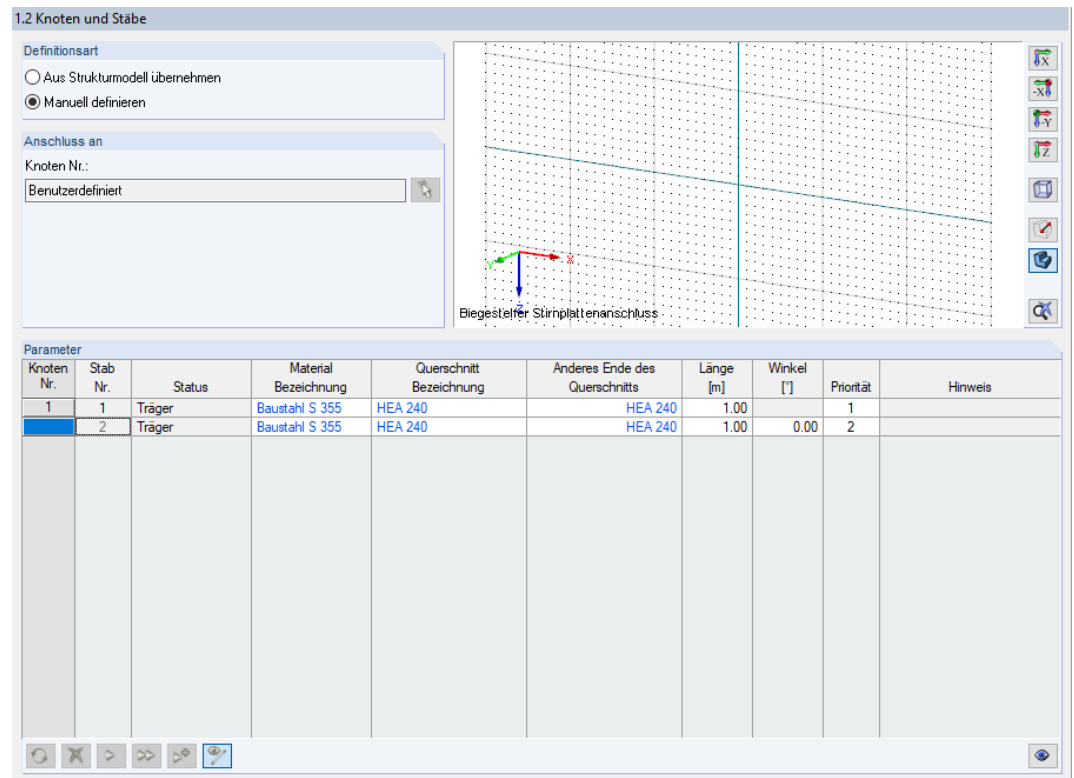 1.2 Knoten und Stäbe
Definitionsart
Aus Strukturmodell übernehmen
Manuell definieren
Anschluss an
Knoten Nr.:
Benutzerdefiniert
X
-X
-Y
Z
X
Y
Z
Biegesteifer Stirnplattenanschluss
Parameter
Knoten Nr. Stab Nr. Status Material Bezeichnung Querschnitt Bezeichnung Anderes Ende des Querschnitts Länge [m] Winkel [°] Priorität Hinweis
1 1 Träger Baustahl S 355 HEA 240 HEA 240 1.00 1
2 Träger Baustahl S 355 HEA 240 HEA 240 1.00 0.00 2